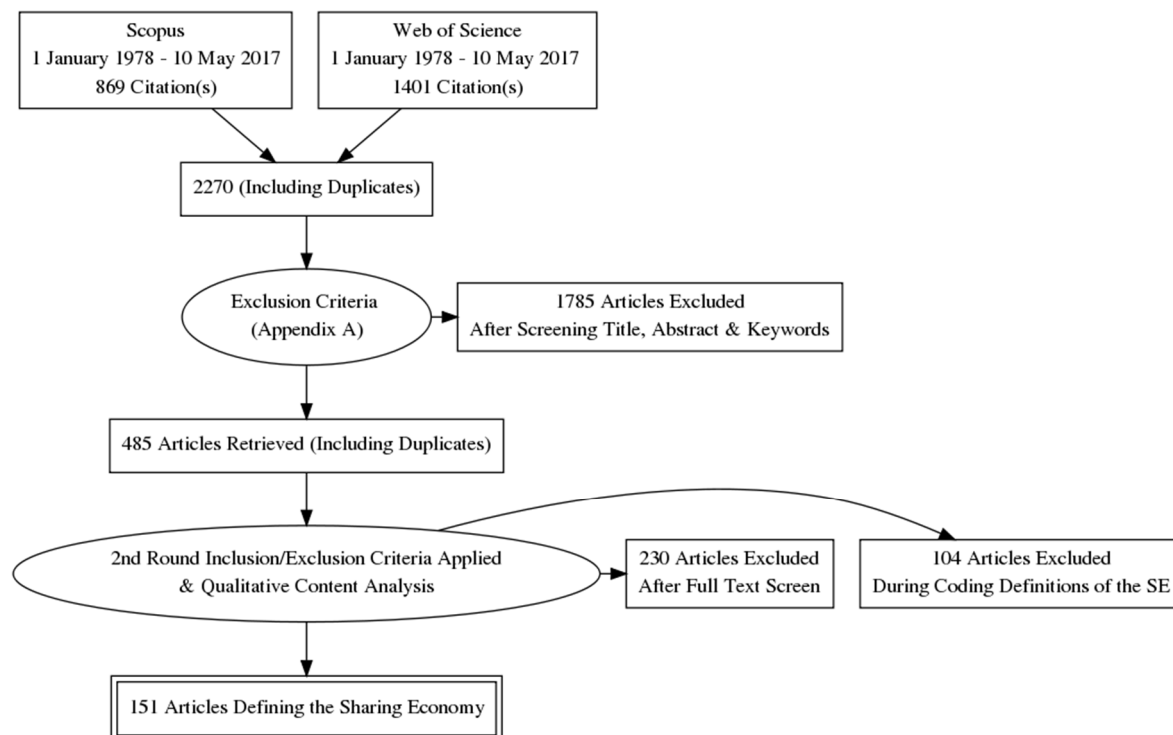 Scopus
1 January 1978 - 10 May 2017
869 Citation(s)
Web of Science
1 January 1978 - 10 May 2017
1401 Citation(s)
2270 (Including Duplicates)
Exclusion Criteria
(Appendix A)
1785 Articles Excluded
After Screening Title, Abstract & Keywords
485 Articles Retrieved (Including Duplicates)
2nd Round Inclusion/Exclusion Criteria Applied
& Qualitative Content Analysis
230 Articles Excluded
After Full Text Screen
104 Articles Excluded
During Coding Definitions of the SE
151 Articles Defining the Sharing Economy